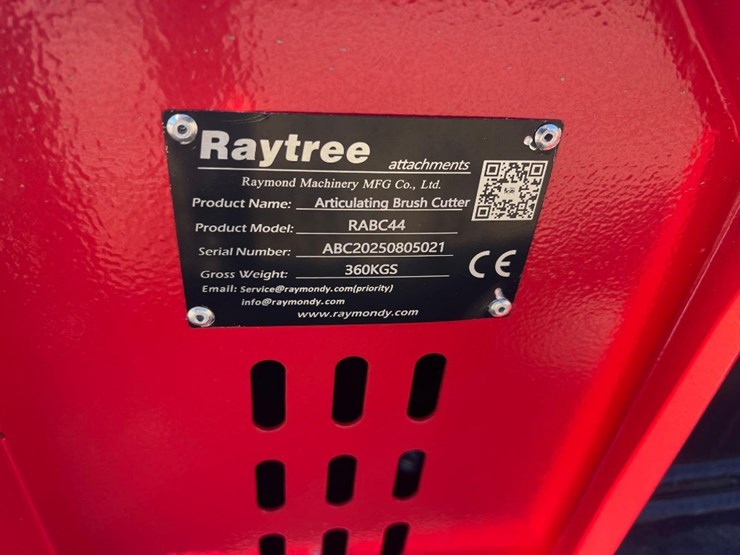 Raytree attachments
Raymond Machinery MFG Co., Ltd.
Product Name: Articulating Brush Cutter
Product Model: RABC44
Serial Number: ABC20250805021
Gross Weight: 360KGS
CE
Email: Service@raymondy.com(priority)
info@raymondy.com
www.raymondy.com